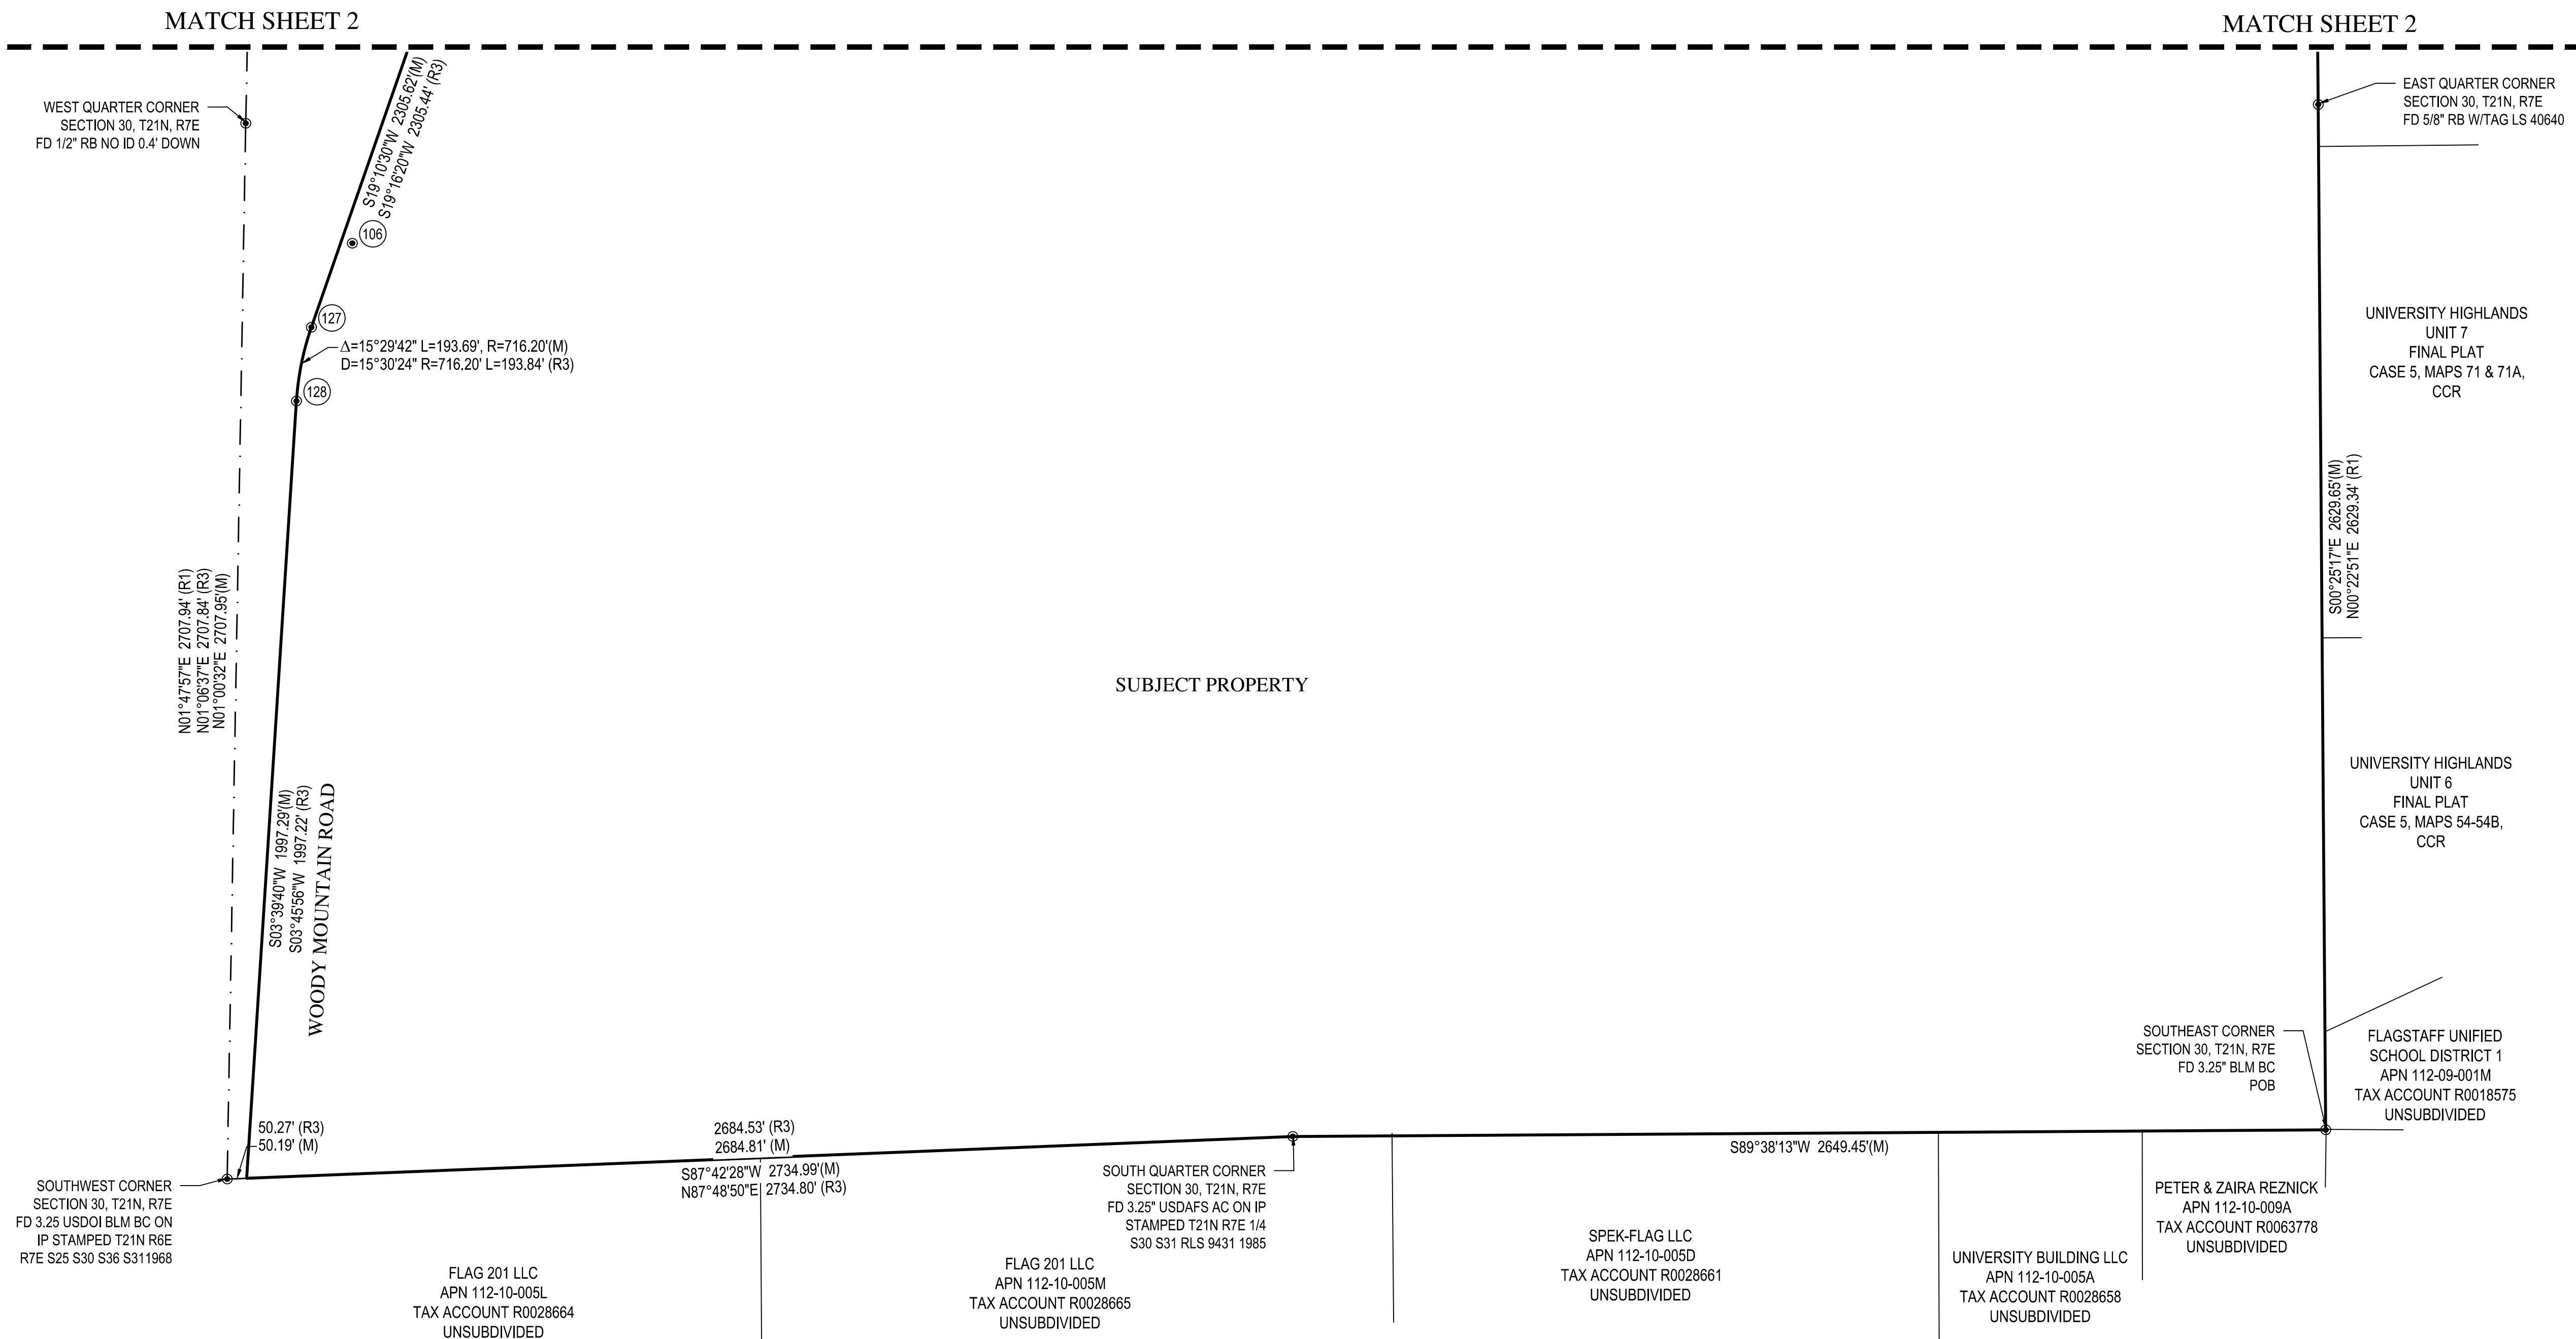 MATCH SHEET 2
MATCH SHEET 2
WEST QUARTER CORNER
SECTION 30, T21N, R7E
FD 1/2" RB NO ID 0.4' DOWN
S19°10'30"W 2305.62'(M)
S19°16'20"W 2305.44' (R3)
EAST QUARTER CORNER
SECTION 30, T21N, R7E
FD 5/8" RB W/TAG LS 40640
106
127
Δ=15°29'42" L=193.69', R=716.20'(M)
D=15°30'24" R=716.20' L=193.84' (R3)
128
UNIVERSITY HIGHLANDS
UNIT 7
FINAL PLAT
CASE 5, MAPS 71 & 71A,
CCR
S00°25'17"E 2629.65'(M)
N00°22'51"E 2629.34' (R1)
N01°47'57"E 2707.94' (R1)
N01°06'37"E 2707.84' (R3)
N01°00'32"E 2707.95'(M)
SUBJECT PROPERTY
S03°39'40"W 1997.29'(M)
S03°45'56"W 1997.22' (R3)
WOODY MOUNTAIN ROAD
UNIVERSITY HIGHLANDS
UNIT 6
FINAL PLAT
CASE 5, MAPS 54-54B,
CCR
SOUTHEAST CORNER
SECTION 30, T21N, R7E
FD 3.25" BLM BC
POB
FLAGSTAFF UNIFIED
SCHOOL DISTRICT 1
APN 112-09-001M
TAX ACCOUNT R0018575
UNSUBDIVIDED
50.27' (R3)
50.19' (M)
2684.53' (R3)
2684.81' (M)
S87°42'28"W 2734.99'(M)
N87°48'50"E 2734.80' (R3)
S89°38'13"W 2649.45'(M)
SOUTHWEST CORNER
SECTION 30, T21N, R7E
FD 3.25 USDOI BLM BC ON
IP STAMPED T21N R6E
R7E S25 S30 S36 S311968
SOUTH QUARTER CORNER
SECTION 30, T21N, R7E
FD 3.25" USDAFS AC ON IP
STAMPED T21N R7E 1/4
S30 S31 RLS 9431 1985
PETER & ZAIRA REZNICK
APN 112-10-009A
TAX ACCOUNT R0063778
UNSUBDIVIDED
FLAG 201 LLC
APN 112-10-005L
TAX ACCOUNT R0028664
UNSUBDIVIDED
FLAG 201 LLC
APN 112-10-005M
TAX ACCOUNT R0028665
UNSUBDIVIDED
SPEK-FLAG LLC
APN 112-10-005D
TAX ACCOUNT R0028661
UNSUBDIVIDED
UNIVERSITY BUILDING LLC
APN 112-10-005A
TAX ACCOUNT R0028658
UNSUBDIVIDED